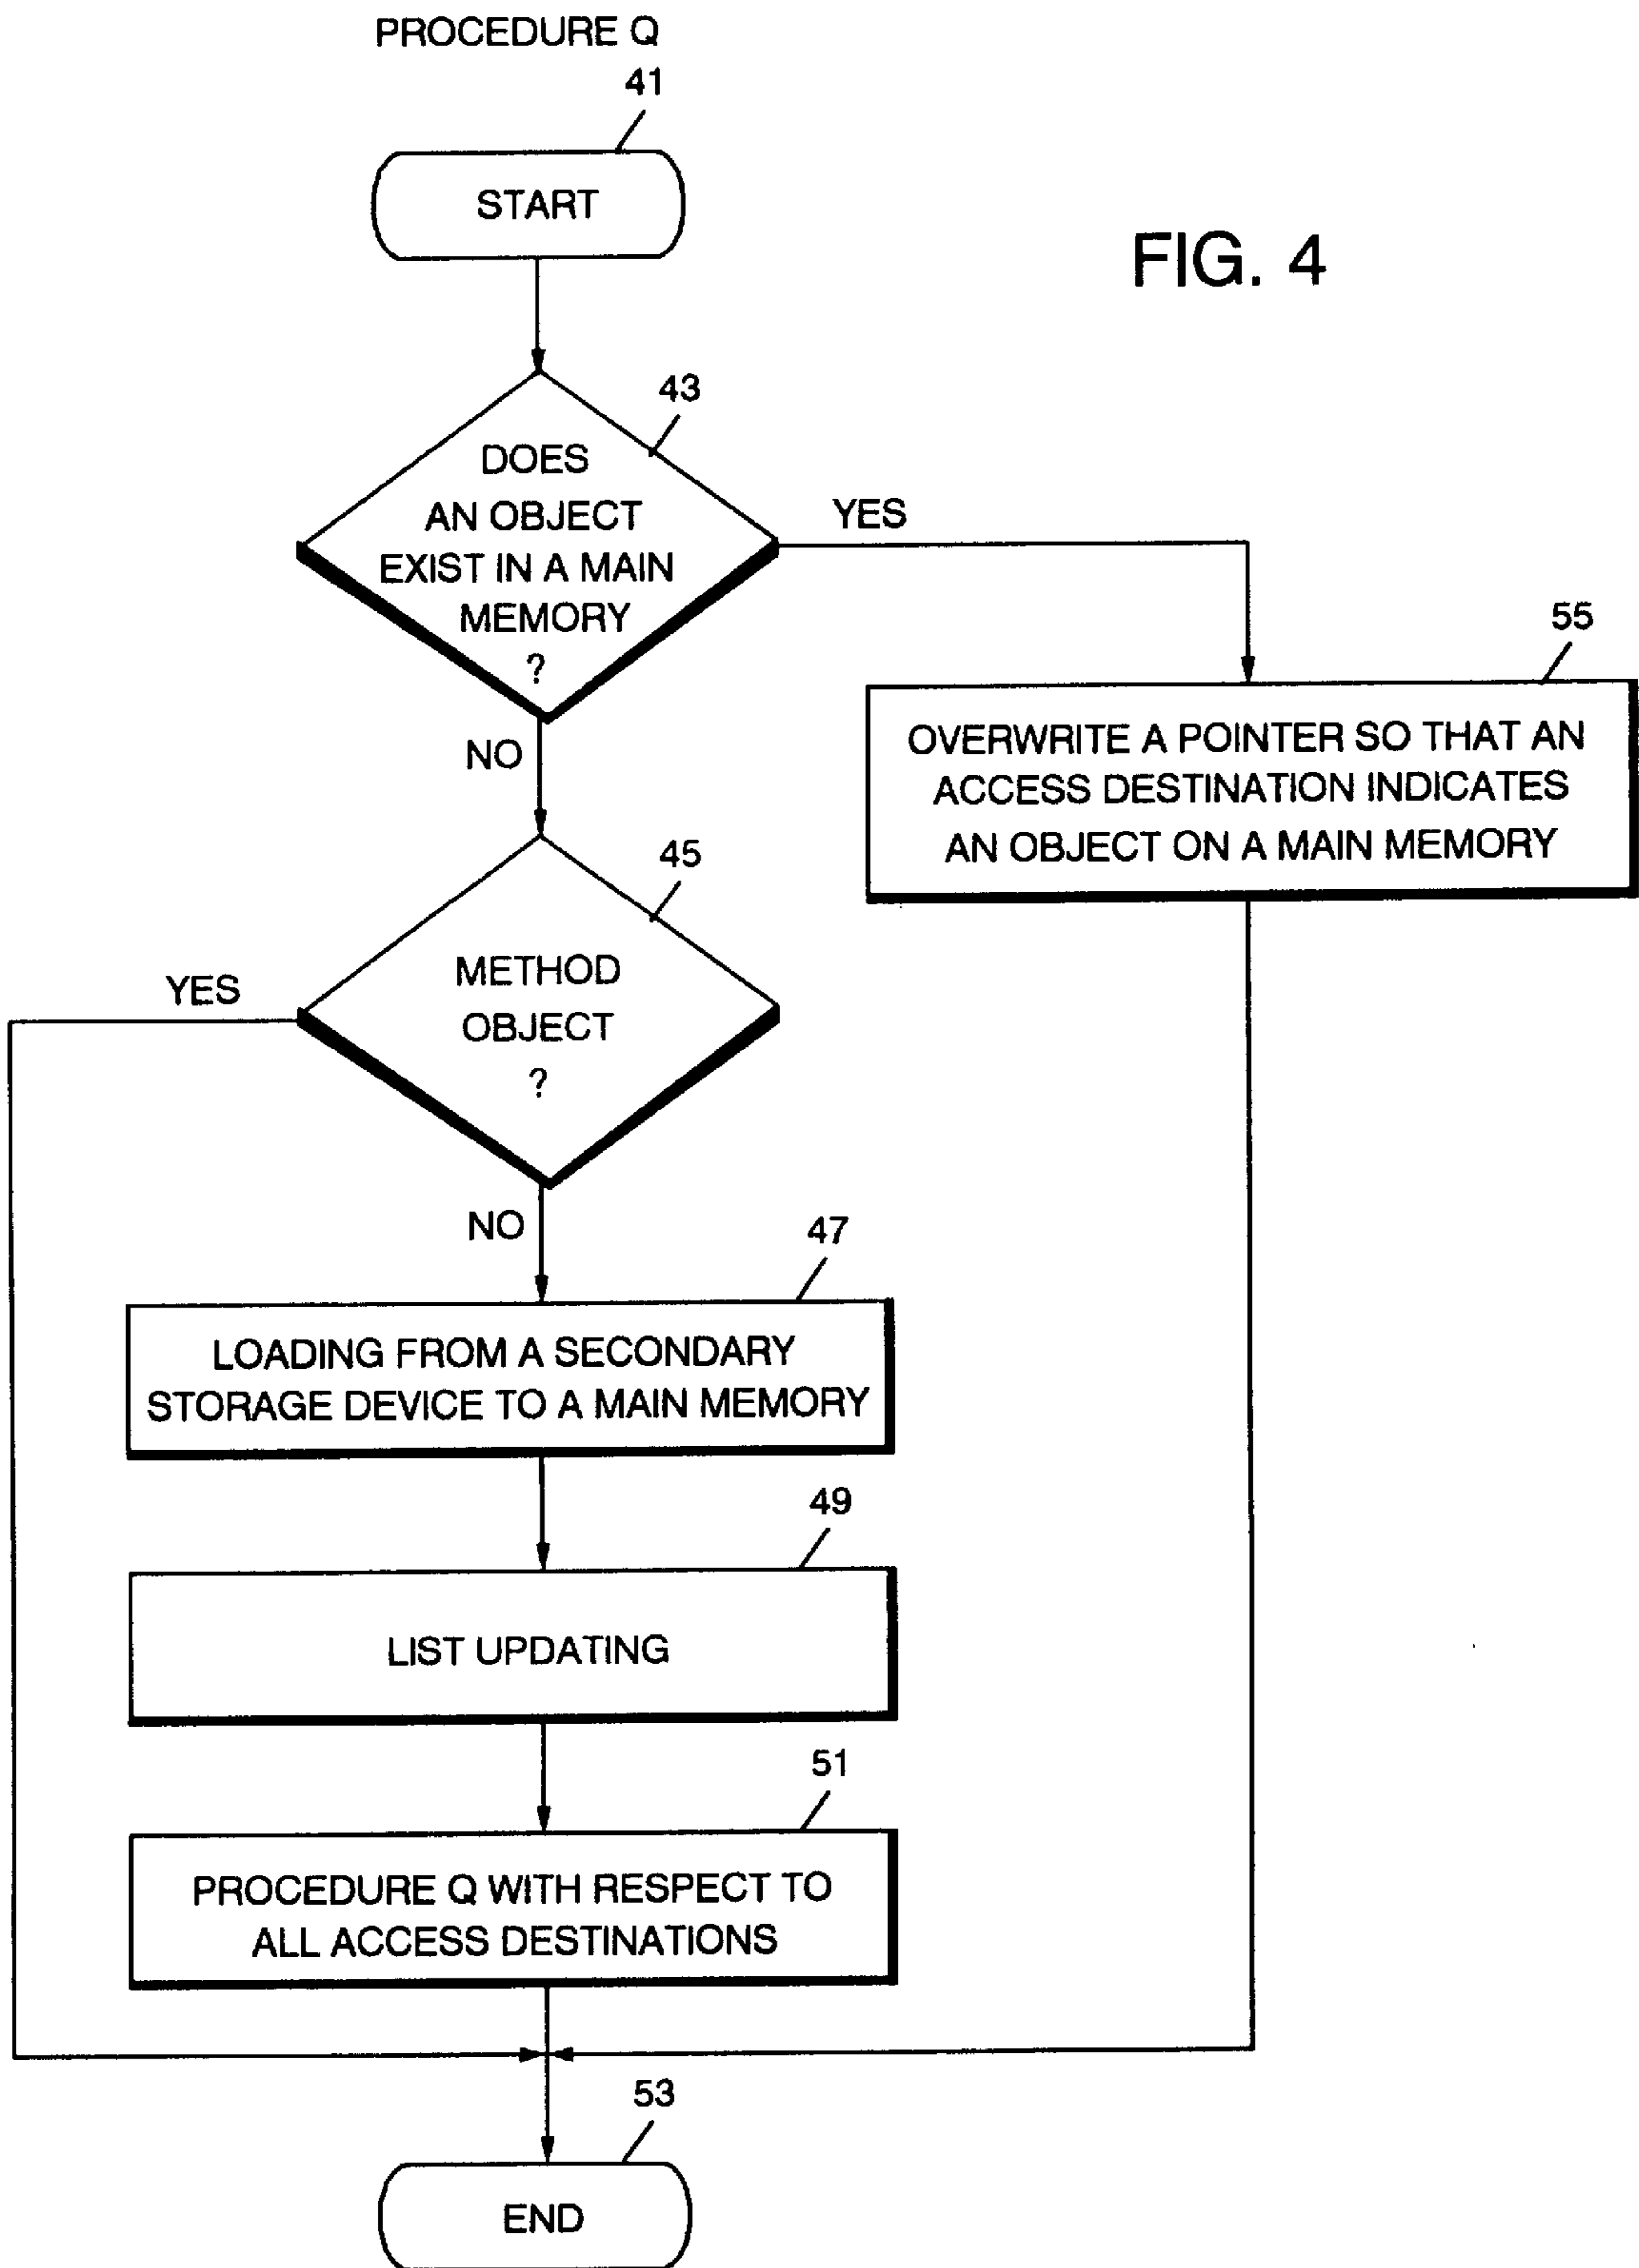 PROCEDURE Q
41
START
FIG. 4
43
DOES
AN OBJECT
EXIST IN A MAIN
MEMORY
?
YES
NO
55
OVERWRITE A POINTER SO THAT AN
ACCESS DESTINATION INDICATES
AN OBJECT ON A MAIN MEMORY
45
METHOD
OBJECT
?
YES
NO
47
LOADING FROM A SECONDARY
STORAGE DEVICE TO A MAIN MEMORY
49
LIST UPDATING
51
PROCEDURE Q WITH RESPECT TO
ALL ACCESS DESTINATIONS
53
END